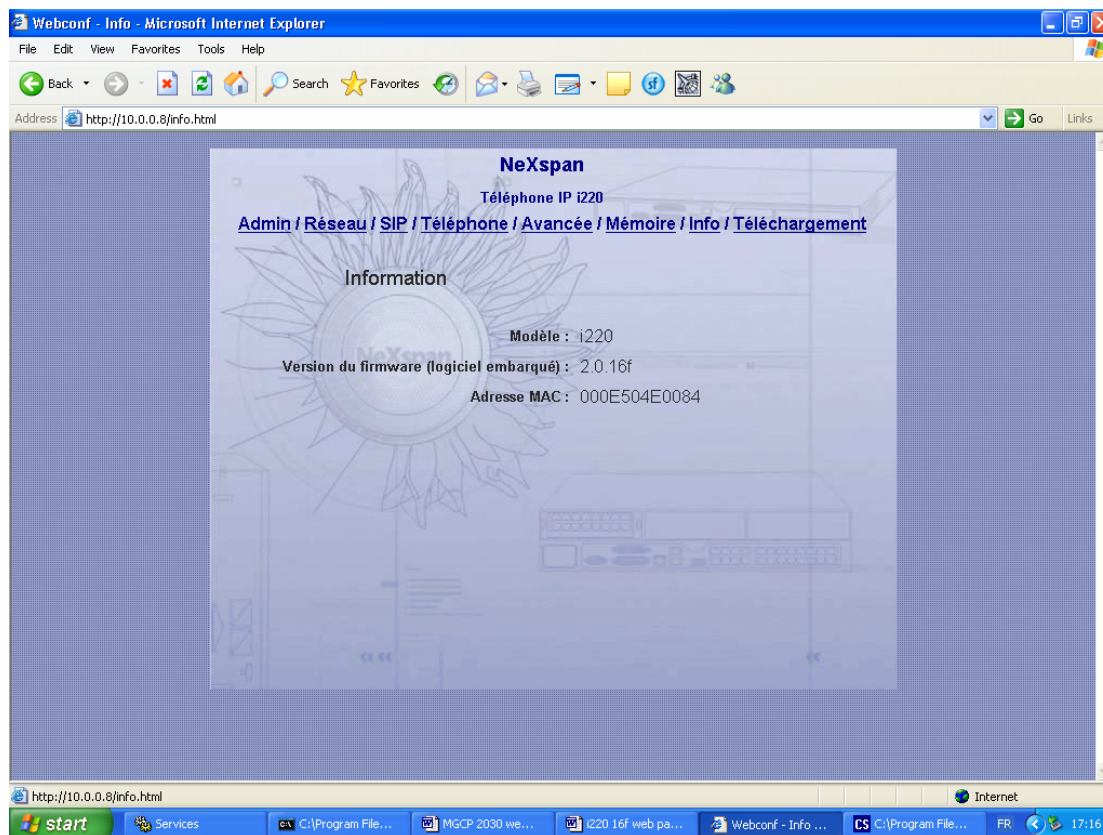 Webconf - Info - Microsoft Internet Explorer
File Edit View Favorites Tools Help
Back Search Favorites
Address http://10.0.0.8/info.html Go Links
NeXspan
Téléphone IP i220
Admin / Réseau / SIP / Téléphone / Avancée / Mémoire / Info / Téléchargement
Information
NeXspan
Modèle : i220
Version du firmware (logiciel embarqué) : 2.0.16f
Adresse MAC : 000E504E0084
http://10.0.0.8/info.html Internet
start Services C:\Program File... MGCP 2030 we... i220 16f web pa... Webconf - Info ... CS C:\Program File... FR 17:16